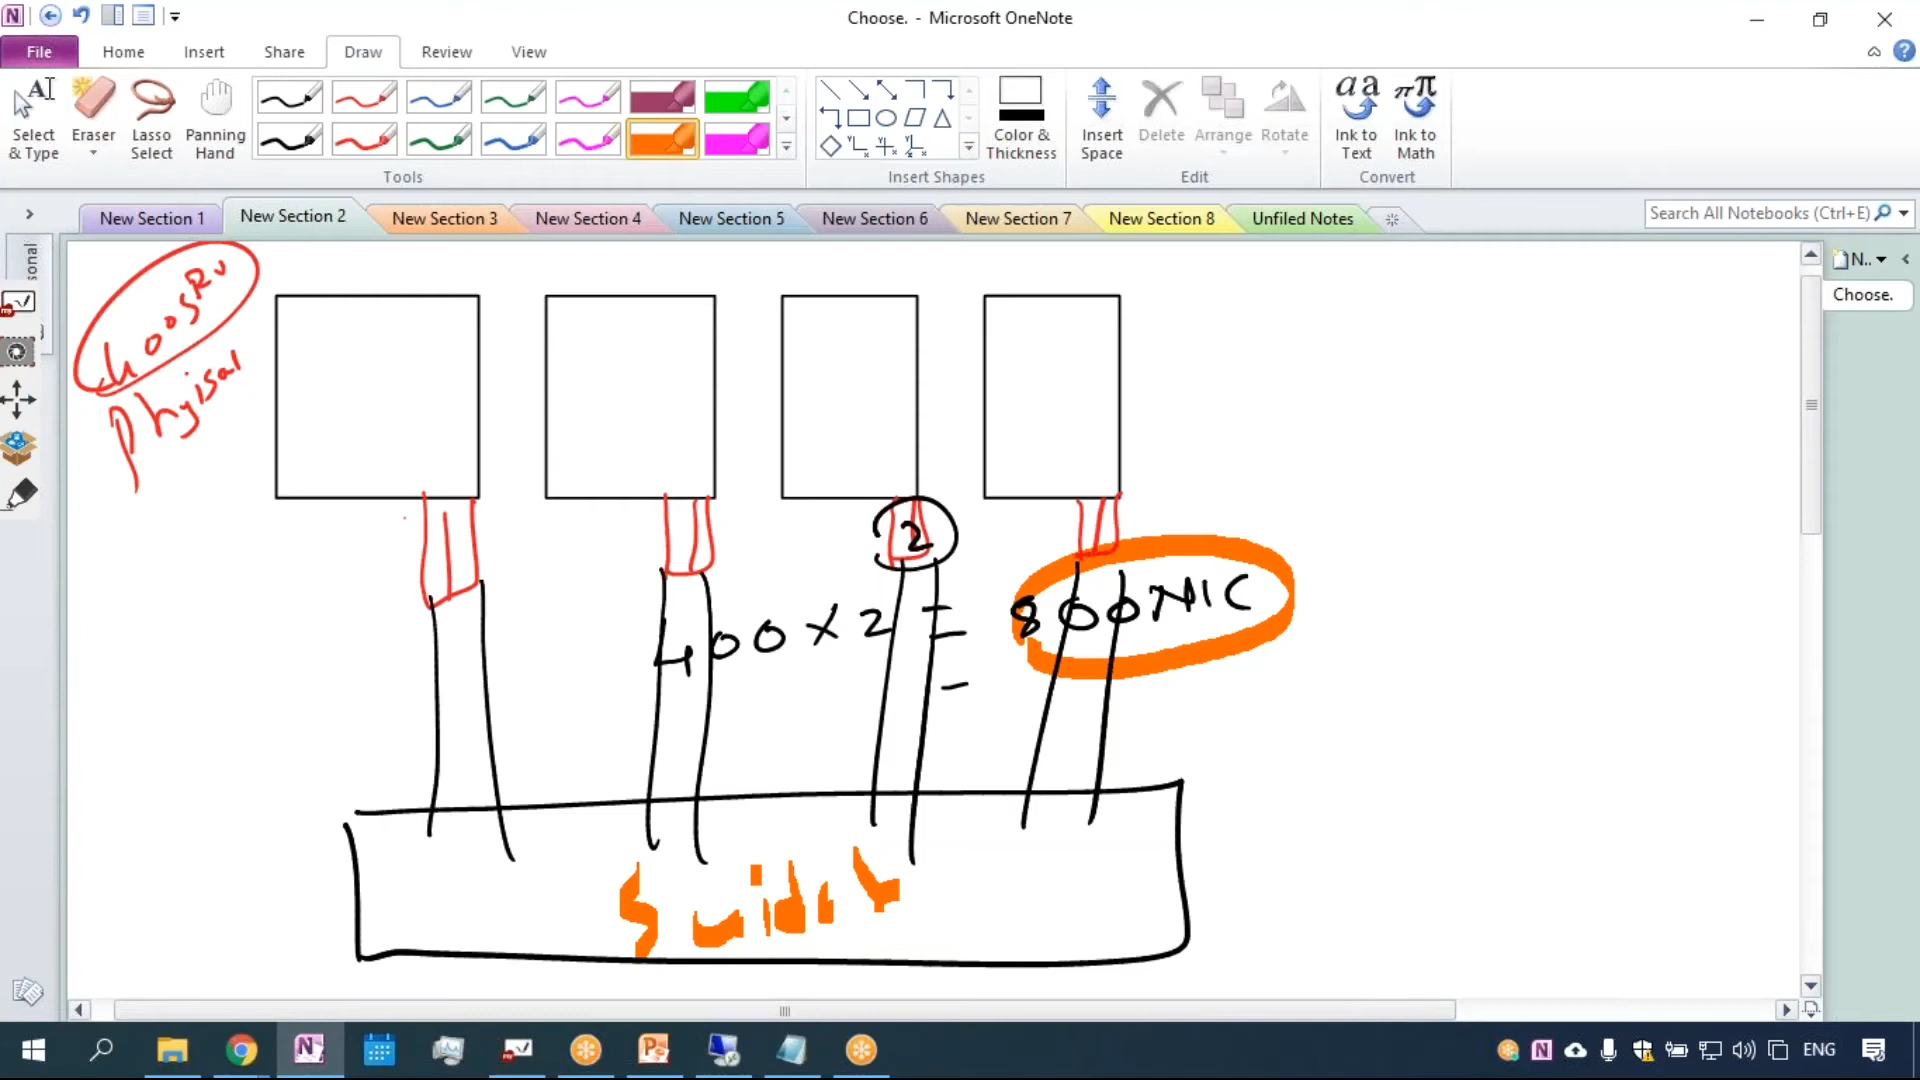 Choose. - Microsoft OneNote
File
Home
Insert
Share
Draw
Review
View
Select & Type
Eraser
Lasso Select
Panning Hand
Color & Thickness
Insert Space
Delete
Arrange
Rotate
Ink to Text
Ink to Math
Tools
Insert Shapes
Edit
Convert
New Section 1
New Section 2
New Section 3
New Section 4
New Section 5
New Section 6
New Section 7
New Section 8
Unfiled Notes
Search All Notebooks (Ctrl+E)
N..
Choose.
sonal
Phyisal
2
400 x 2 = 800 NIC
ENG